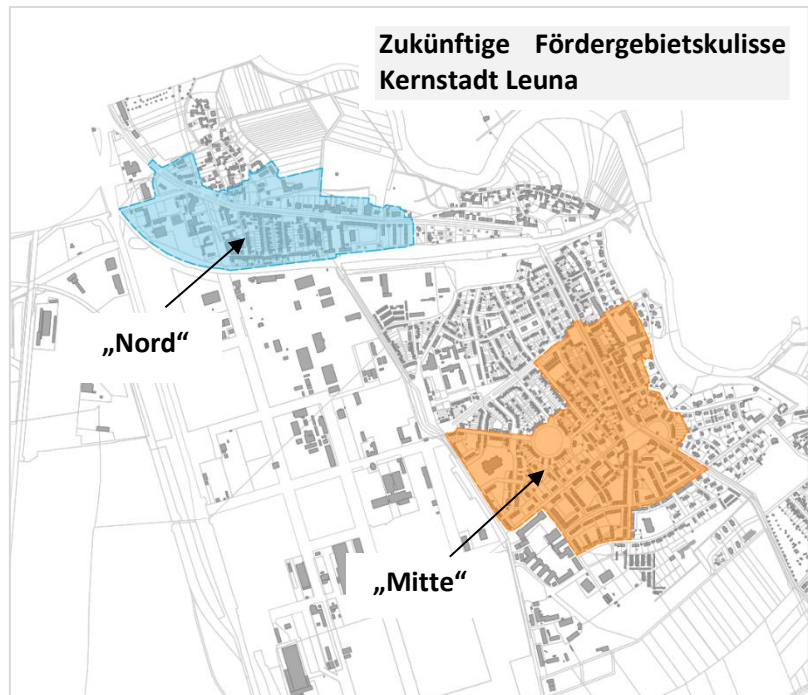 Zukünftige Fördergebietskulisse
Kernstadt Leuna
„Nord“
„Mitte“